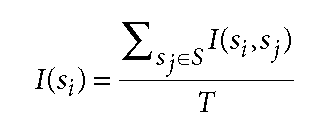 I(s_i) = \frac{\sum_{s_j \in S} I(s_i, s_j)}{T}